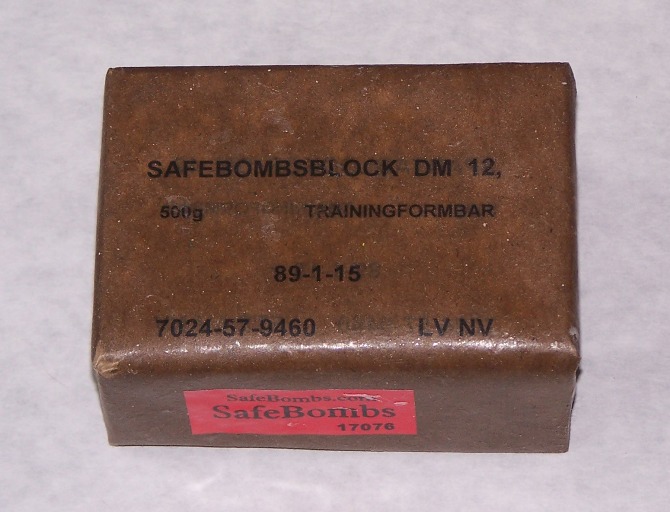 SAFEBOMBSBLOCK DM 12,
500g TRAININGFORMBAR
89-1-15
7024-57-9460 LV NV
SafeBombs.com
SafeBombs
17076